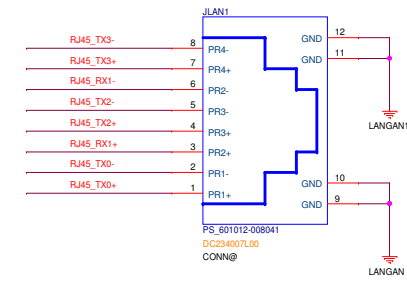 JLAN1
RJ45_TX3- 8 PR4- GND 12
RJ45_TX3+ 7 PR4+ GND 11
RJ45_RX1- 6 PR2-
RJ45_TX2- 5 PR3-
RJ45_TX2+ 4 PR3+ LANGAN1
RJ45_RX1+ 3 PR2+
RJ45_TX0- 2 PR1- GND 10
RJ45_TX0+ 1 PR1+ GND 9
PS_601012-008041
DC234007L00
CONN@
LANGAN